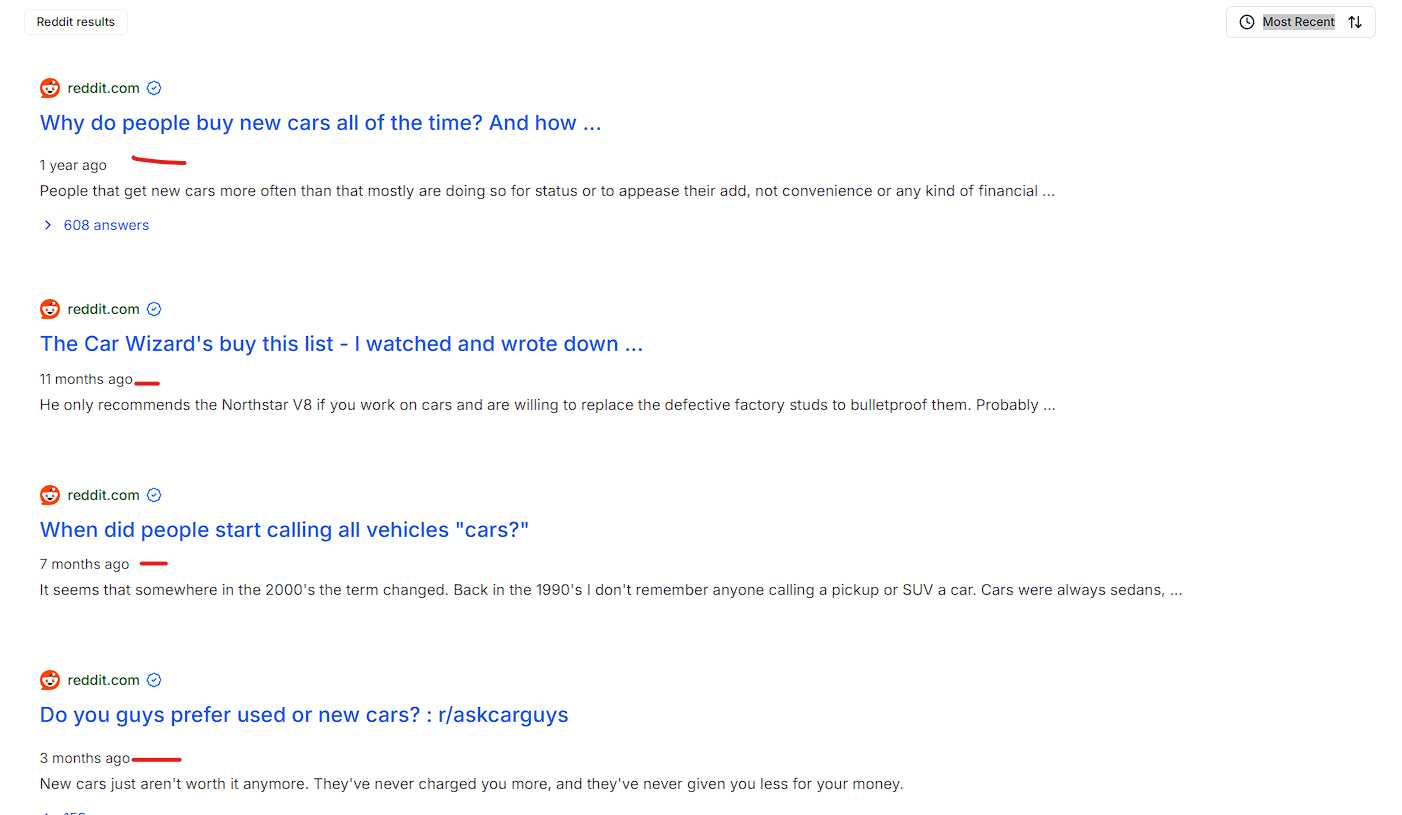 Reddit results
Most Recent
reddit.com
Why do people buy new cars all of the time? And how ...
1 year ago
People that get new cars more often than that mostly are doing so for status or to appease their add, not convenience or any kind of financial ...
608 answers
reddit.com
The Car Wizard's buy this list - I watched and wrote down ...
11 months ago
He only recommends the Northstar V8 if you work on cars and are willing to replace the defective factory studs to bulletproof them. Probably ...
reddit.com
When did people start calling all vehicles "cars?"
7 months ago
It seems that somewhere in the 2000's the term changed. Back in the 1990's I don't remember anyone calling a pickup or SUV a car. Cars were always sedans, ...
reddit.com
Do you guys prefer used or new cars? : r/askcarguys
3 months ago
New cars just aren't worth it anymore. They've never charged you more, and they've never given you less for your money.